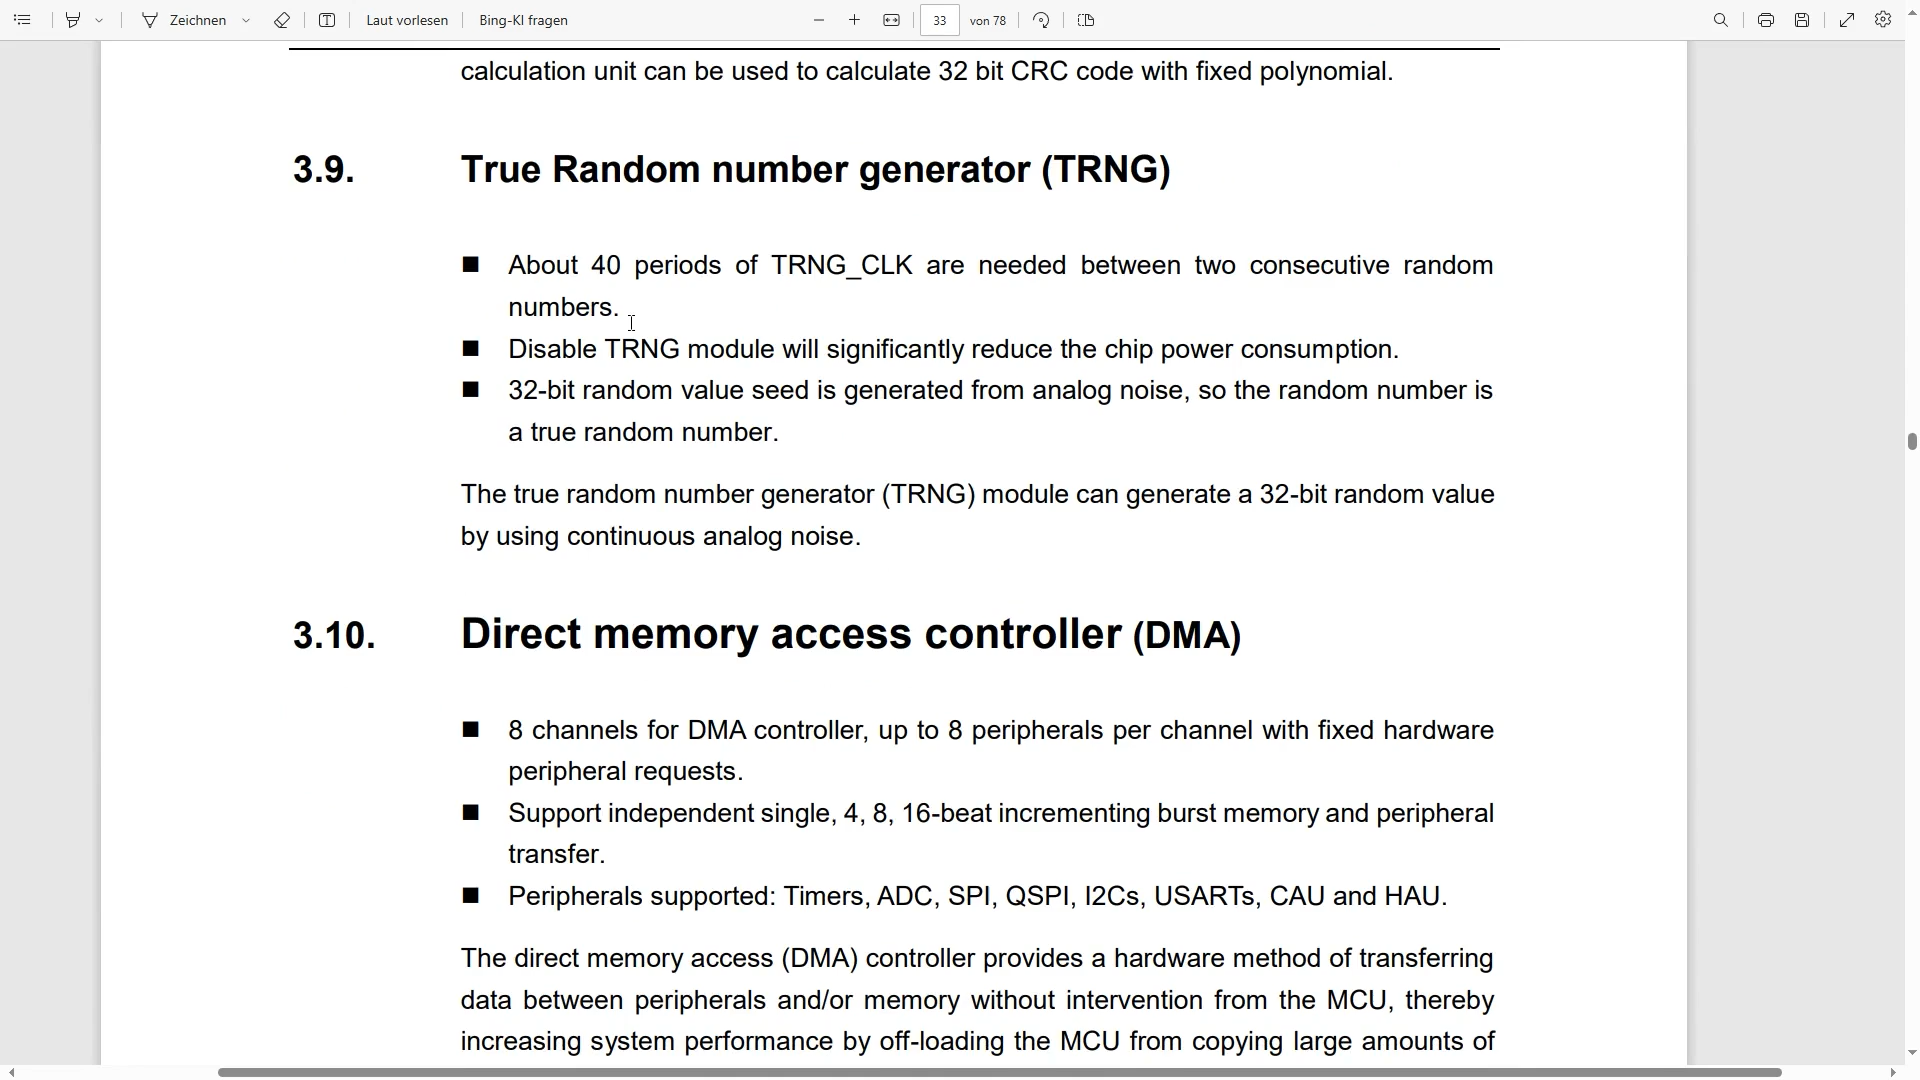 Zeichnen Laut vorlesen Bing-KI fragen 33 von 78
calculation unit can be used to calculate 32 bit CRC code with fixed polynomial.
3.9. True Random number generator (TRNG)
■ About 40 periods of TRNG_CLK are needed between two consecutive random
numbers.
■ Disable TRNG module will significantly reduce the chip power consumption.
■ 32-bit random value seed is generated from analog noise, so the random number is
a true random number.
The true random number generator (TRNG) module can generate a 32-bit random value
by using continuous analog noise.
3.10. Direct memory access controller (DMA)
■ 8 channels for DMA controller, up to 8 peripherals per channel with fixed hardware
peripheral requests.
■ Support independent single, 4, 8, 16-beat incrementing burst memory and peripheral
transfer.
■ Peripherals supported: Timers, ADC, SPI, QSPI, I2Cs, USARTs, CAU and HAU.
The direct memory access (DMA) controller provides a hardware method of transferring
data between peripherals and/or memory without intervention from the MCU, thereby
increasing system performance by off-loading the MCU from copying large amounts of